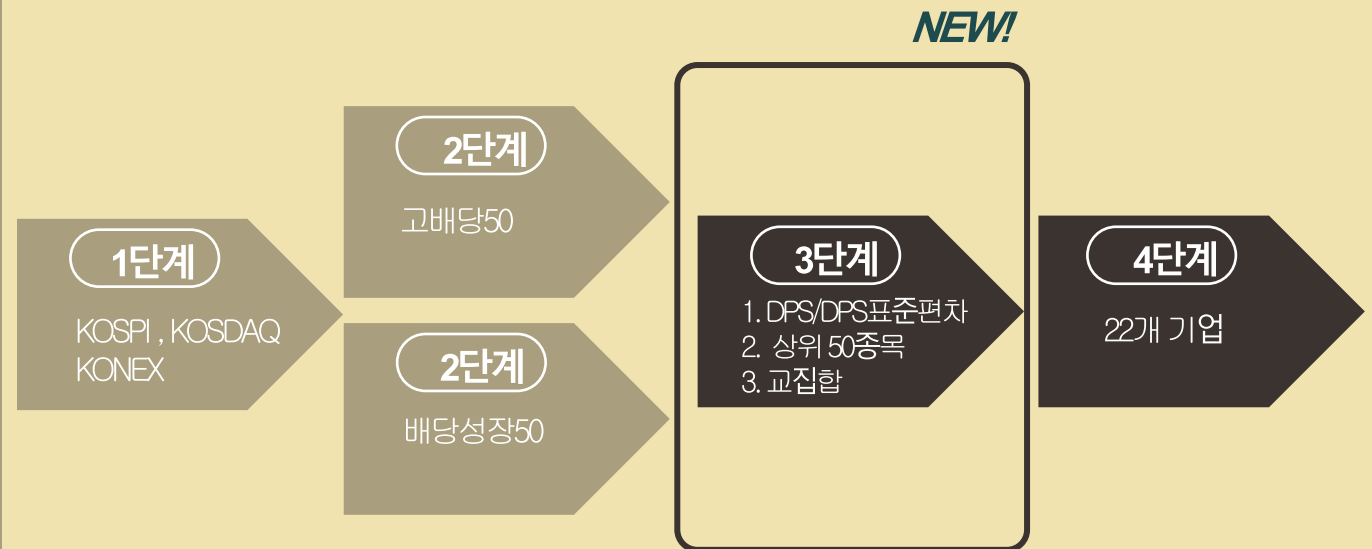 NEW!
1단계
KOSPI , KOSDAQ
KONEX
2단계
고배당50
2단계
배당성장50
3단계
1. DPS/DPS표준편차
2. 상위 50종목
3. 교집합
4단계
22개 기업